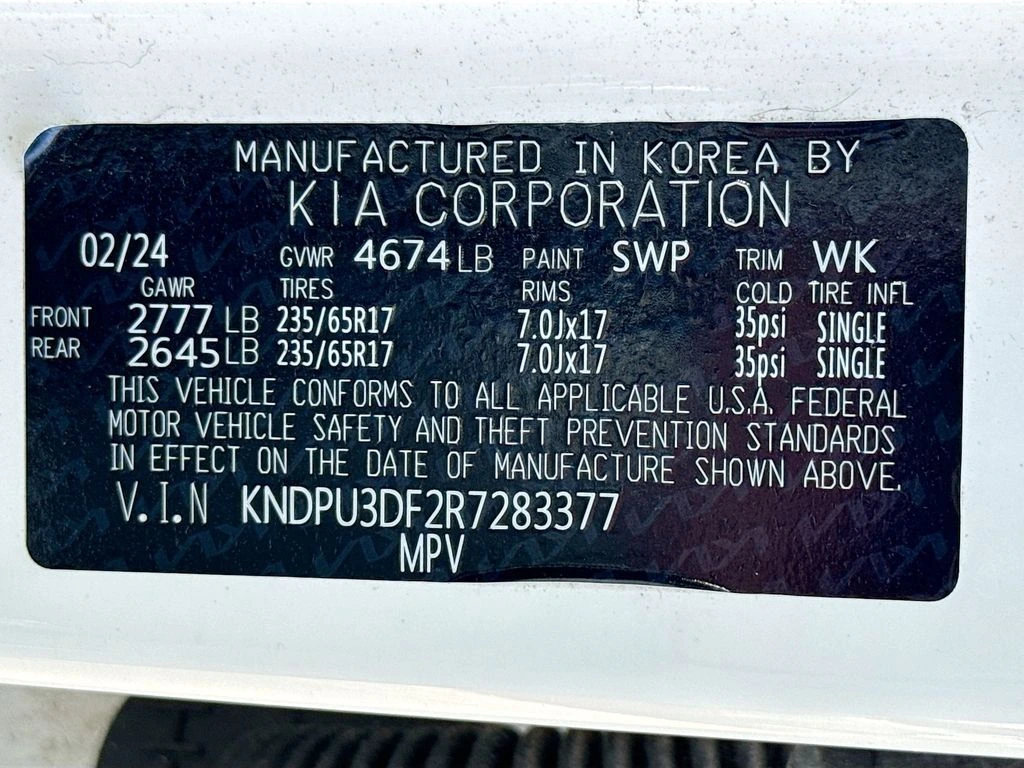 MANUFACTURED IN KOREA BY
KIA CORPORATION
02/24 GVWR 4674 LB PAINT SWP TRIM WK
GAWR TIRES RIMS COLD TIRE INFL
FRONT 2777 LB 235/65R17 7.0Jx17 35psi SINGLE
REAR 2645 LB 235/65R17 7.0Jx17 35psi SINGLE
THIS VEHICLE CONFORMS TO ALL APPLICABLE U.S.A. FEDERAL
MOTOR VEHICLE SAFETY AND THEFT PREVENTION STANDARDS
IN EFFECT ON THE DATE OF MANUFACTURE SHOWN ABOVE.
V.I.N KNDPU3DF2R7283377
MPV